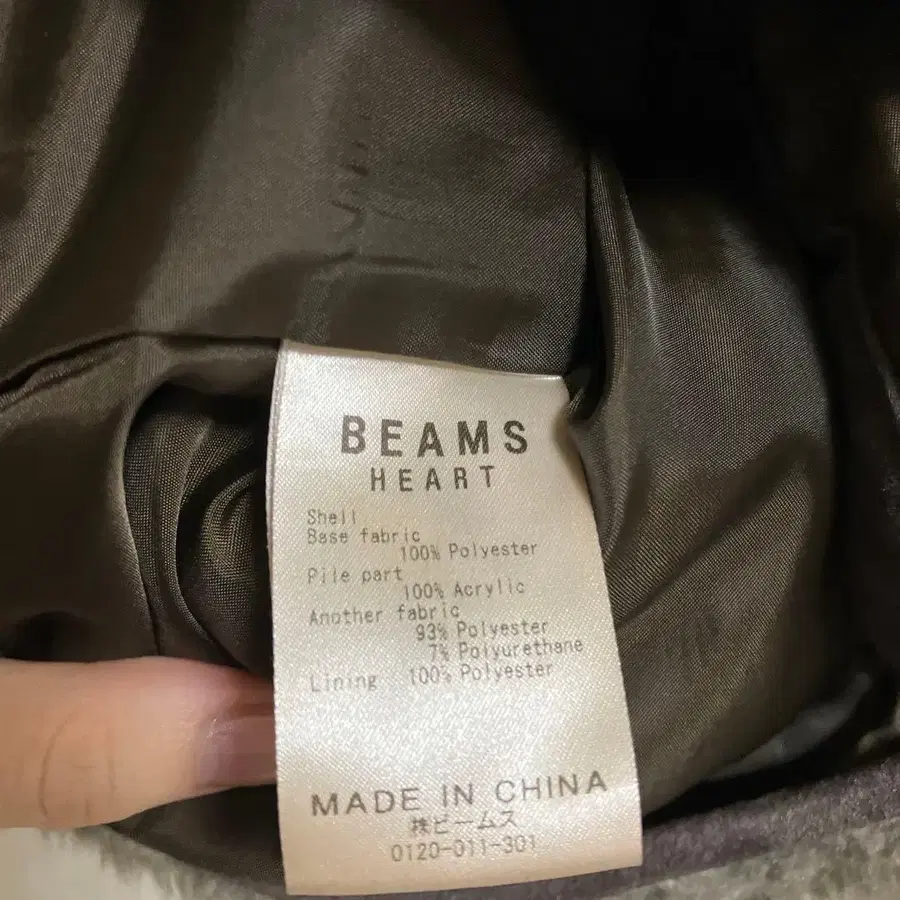 BEAMS
HEART
Shell
Base fabric
100% Polyester
Pile part
100% Acrylic
Another fabric
93% Polyester
7% Polyurethane
Lining 100% Polyester
MADE IN CHINA
㈱ビームス
0120-011-301